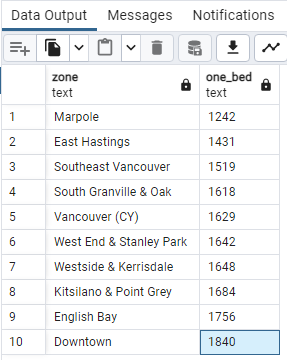 Data Output Messages Notifications
zone one_bed
text text
1 Marpole 1242
2 East Hastings 1431
3 Southeast Vancouver 1519
4 South Granville & Oak 1618
5 Vancouver (CY) 1629
6 West End & Stanley Park 1642
7 Westside & Kerrisdale 1648
8 Kitsilano & Point Grey 1684
9 English Bay 1756
10 Downtown 1840